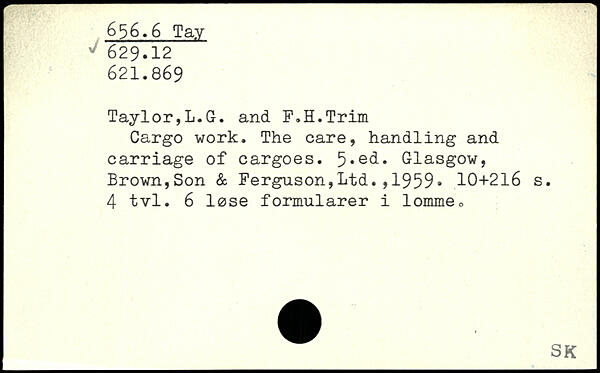 656.6 Tay
✓ 629.12
621.869
Taylor,L.G. and F.H.Trim
Cargo work. The care, handling and
carriage of cargoes. 5.ed. Glasgow,
Brown,Son & Ferguson,Ltd.,1959. 10+216 s.
4 tvl. 6 løse formularer i lomme.
SK